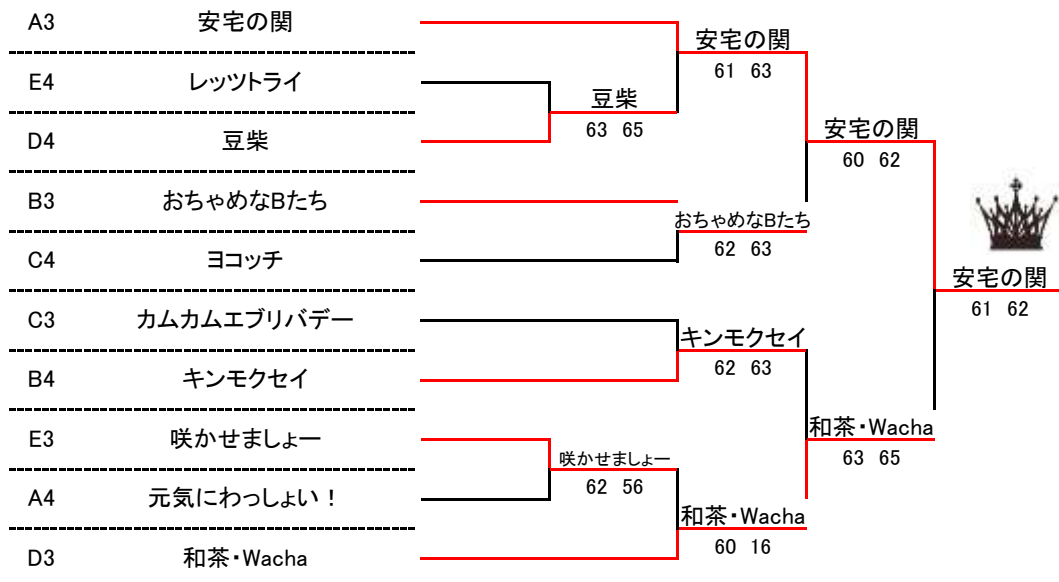 A3 安宅の関
E4 レッツトライ
D4 豆柴
B3 おちゃめなBたち
C4 ヨコッチ
C3 カムカムエブリバデー
B4 キンモクセイ
E3 咲かせましょー
A4 元気にわっしょい！
D3 和茶・Wacha
豆柴
63 65
咲かせましょー
62 56
安宅の関
61 63
おちゃめなBたち
62 63
キンモクセイ
62 63
和茶・Wacha
60 16
安宅の関
60 62
和茶・Wacha
63 65
安宅の関
61 62